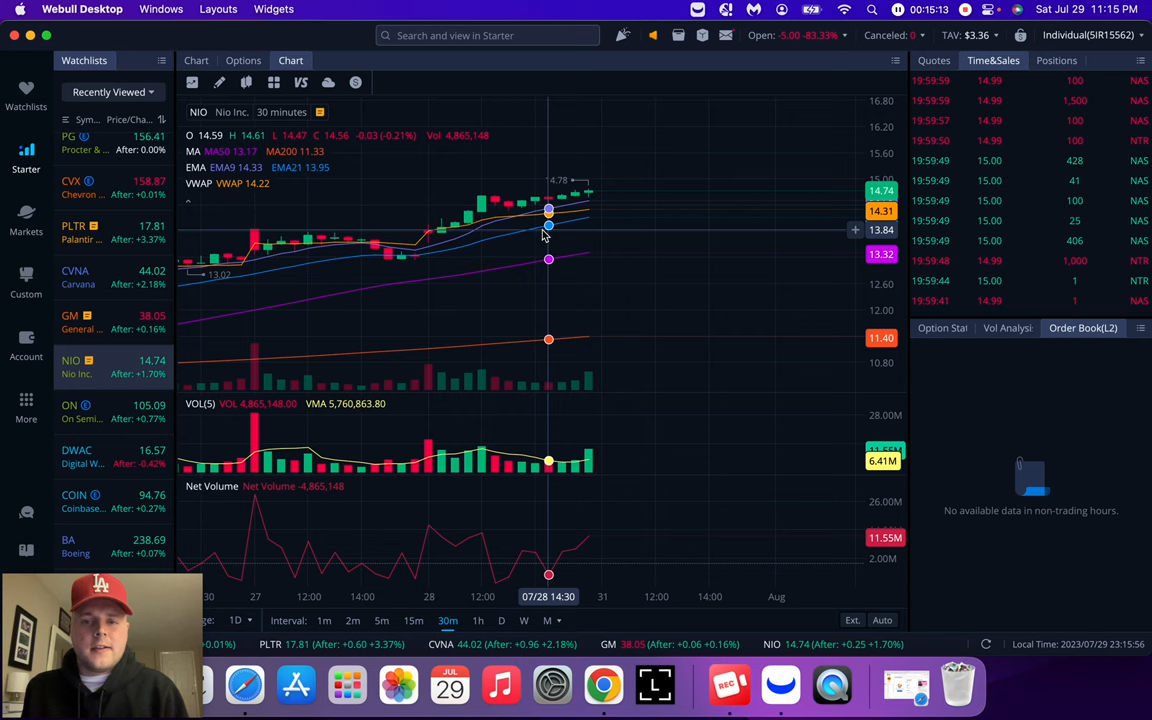 Webull Desktop Windows Layouts Widgets 00:15:13 Sat Jul 29 11:15 PM
Search and view in Starter Open: -5.00 -83.33% Canceled: 0 TAV: $3.36 Individual(5IR15562)
Watchlists Chart Options Chart Quotes Time&Sales Positions
Watchlists
Starter
Markets
Custom
Account
More
Recently Viewed
Sym... Price/Cha...
PG 156.41
Procter & ... After: 0.00%
CVX 158.87
Chevron ... After: +0.01%
PLTR 17.81
Palantir ... After: +3.37%
CVNA 44.02
Carvana After: +2.18%
GM 38.05
General ... After: +0.16%
NIO 14.74
Nio Inc. After: +1.70%
ON 105.09
On Semi... After: +0.77%
DWAC 16.57
Digital W... After: -0.42%
COIN 94.76
Coinbase... After: +0.27%
BA 238.69
Boeing After: +0.07%
VS
S
NIO Nio Inc. 30 minutes
O 14.59 H 14.61 L 14.47 C 14.56 -0.03 (-0.21%) Vol 4,865,148
MA MA50 13.17 MA200 11.33
EMA EMA9 14.33 EMA21 13.95
VWAP VWAP 14.22
14.78
13.02
16.80
16.20
15.60
15.00
14.74
14.31
13.84
13.32
12.60
12.00
11.40
10.80
VOL(5) VOL 4,865,148.00 VMA 5,760,863.80
28.00M
6.41M
Net Volume Net Volume -4,865,148
26.00M
11.55M
2.00M
27 12:00 14:00 28 12:00 07/28 14:30 31 12:00 14:00 Aug
1D Interval: 1m 2m 5m 15m 30m 1h D W M Ext. Auto
19:59:59 14.99 100 NAS
19:59:59 14.99 1,500 NAS
19:59:57 14.99 100 NAS
19:59:50 14.99 100 NTR
19:59:49 15.00 428 NAS
19:59:49 15.00 41 NAS
19:59:49 15.00 25 NAS
19:59:49 15.00 406 NAS
19:59:48 14.99 1,000 NTR
19:59:44 15.00 1 NTR
19:59:41 14.99 1 NAS
Option Stat Vol Analysi Order Book(L2)
No available data in non-trading hours.
+0.01%) PLTR 17.81 (+0.60 +3.37%) CVNA 44.02 (+0.96 +2.18%) GM 38.05 (+0.06 +0.16%) NIO 14.74 (+0.25 +1.70%) Local Time: 2023/07/29 23:15:56
JUL
29
REC
LA